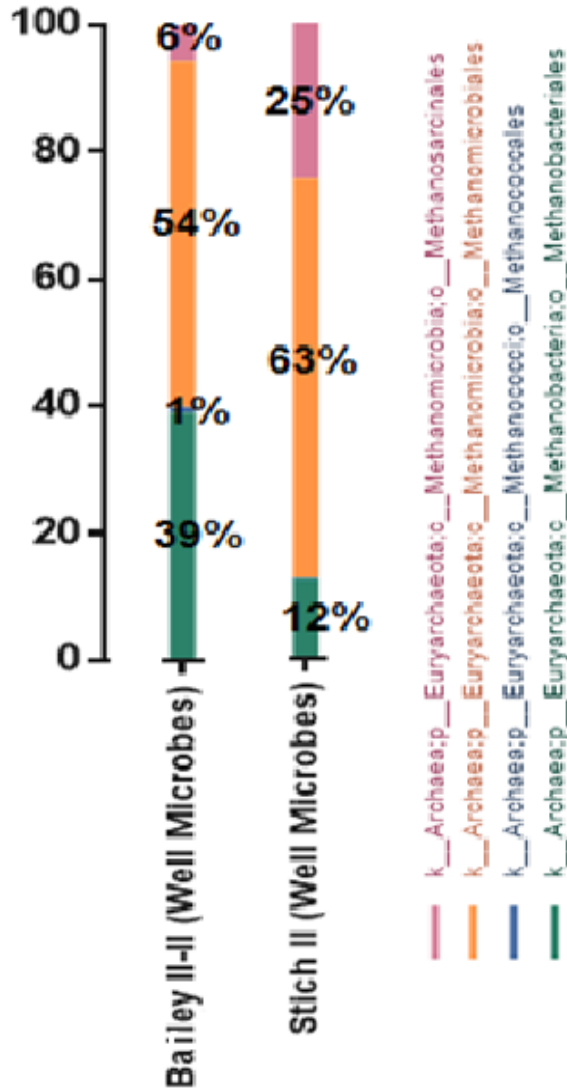 100
80
60
40
20
0
6%
54%
1%
39%
25%
63%
12%
Bailey II-II (Well Microbes)
Stich II (Well Microbes)
k__Archaea;p__Euryarchaeota;c__Methanomicrobia;o__Methanosarcinales
k__Archaea;p__Euryarchaeota;c__Methanomicrobia;o__Methanomicrobiales
k__Archaea;p__Euryarchaeota;c__Methanococci;o__Methanococcales
k__Archaea;p__Euryarchaeota;c__Methanobacteria;o__Methanobacteriales